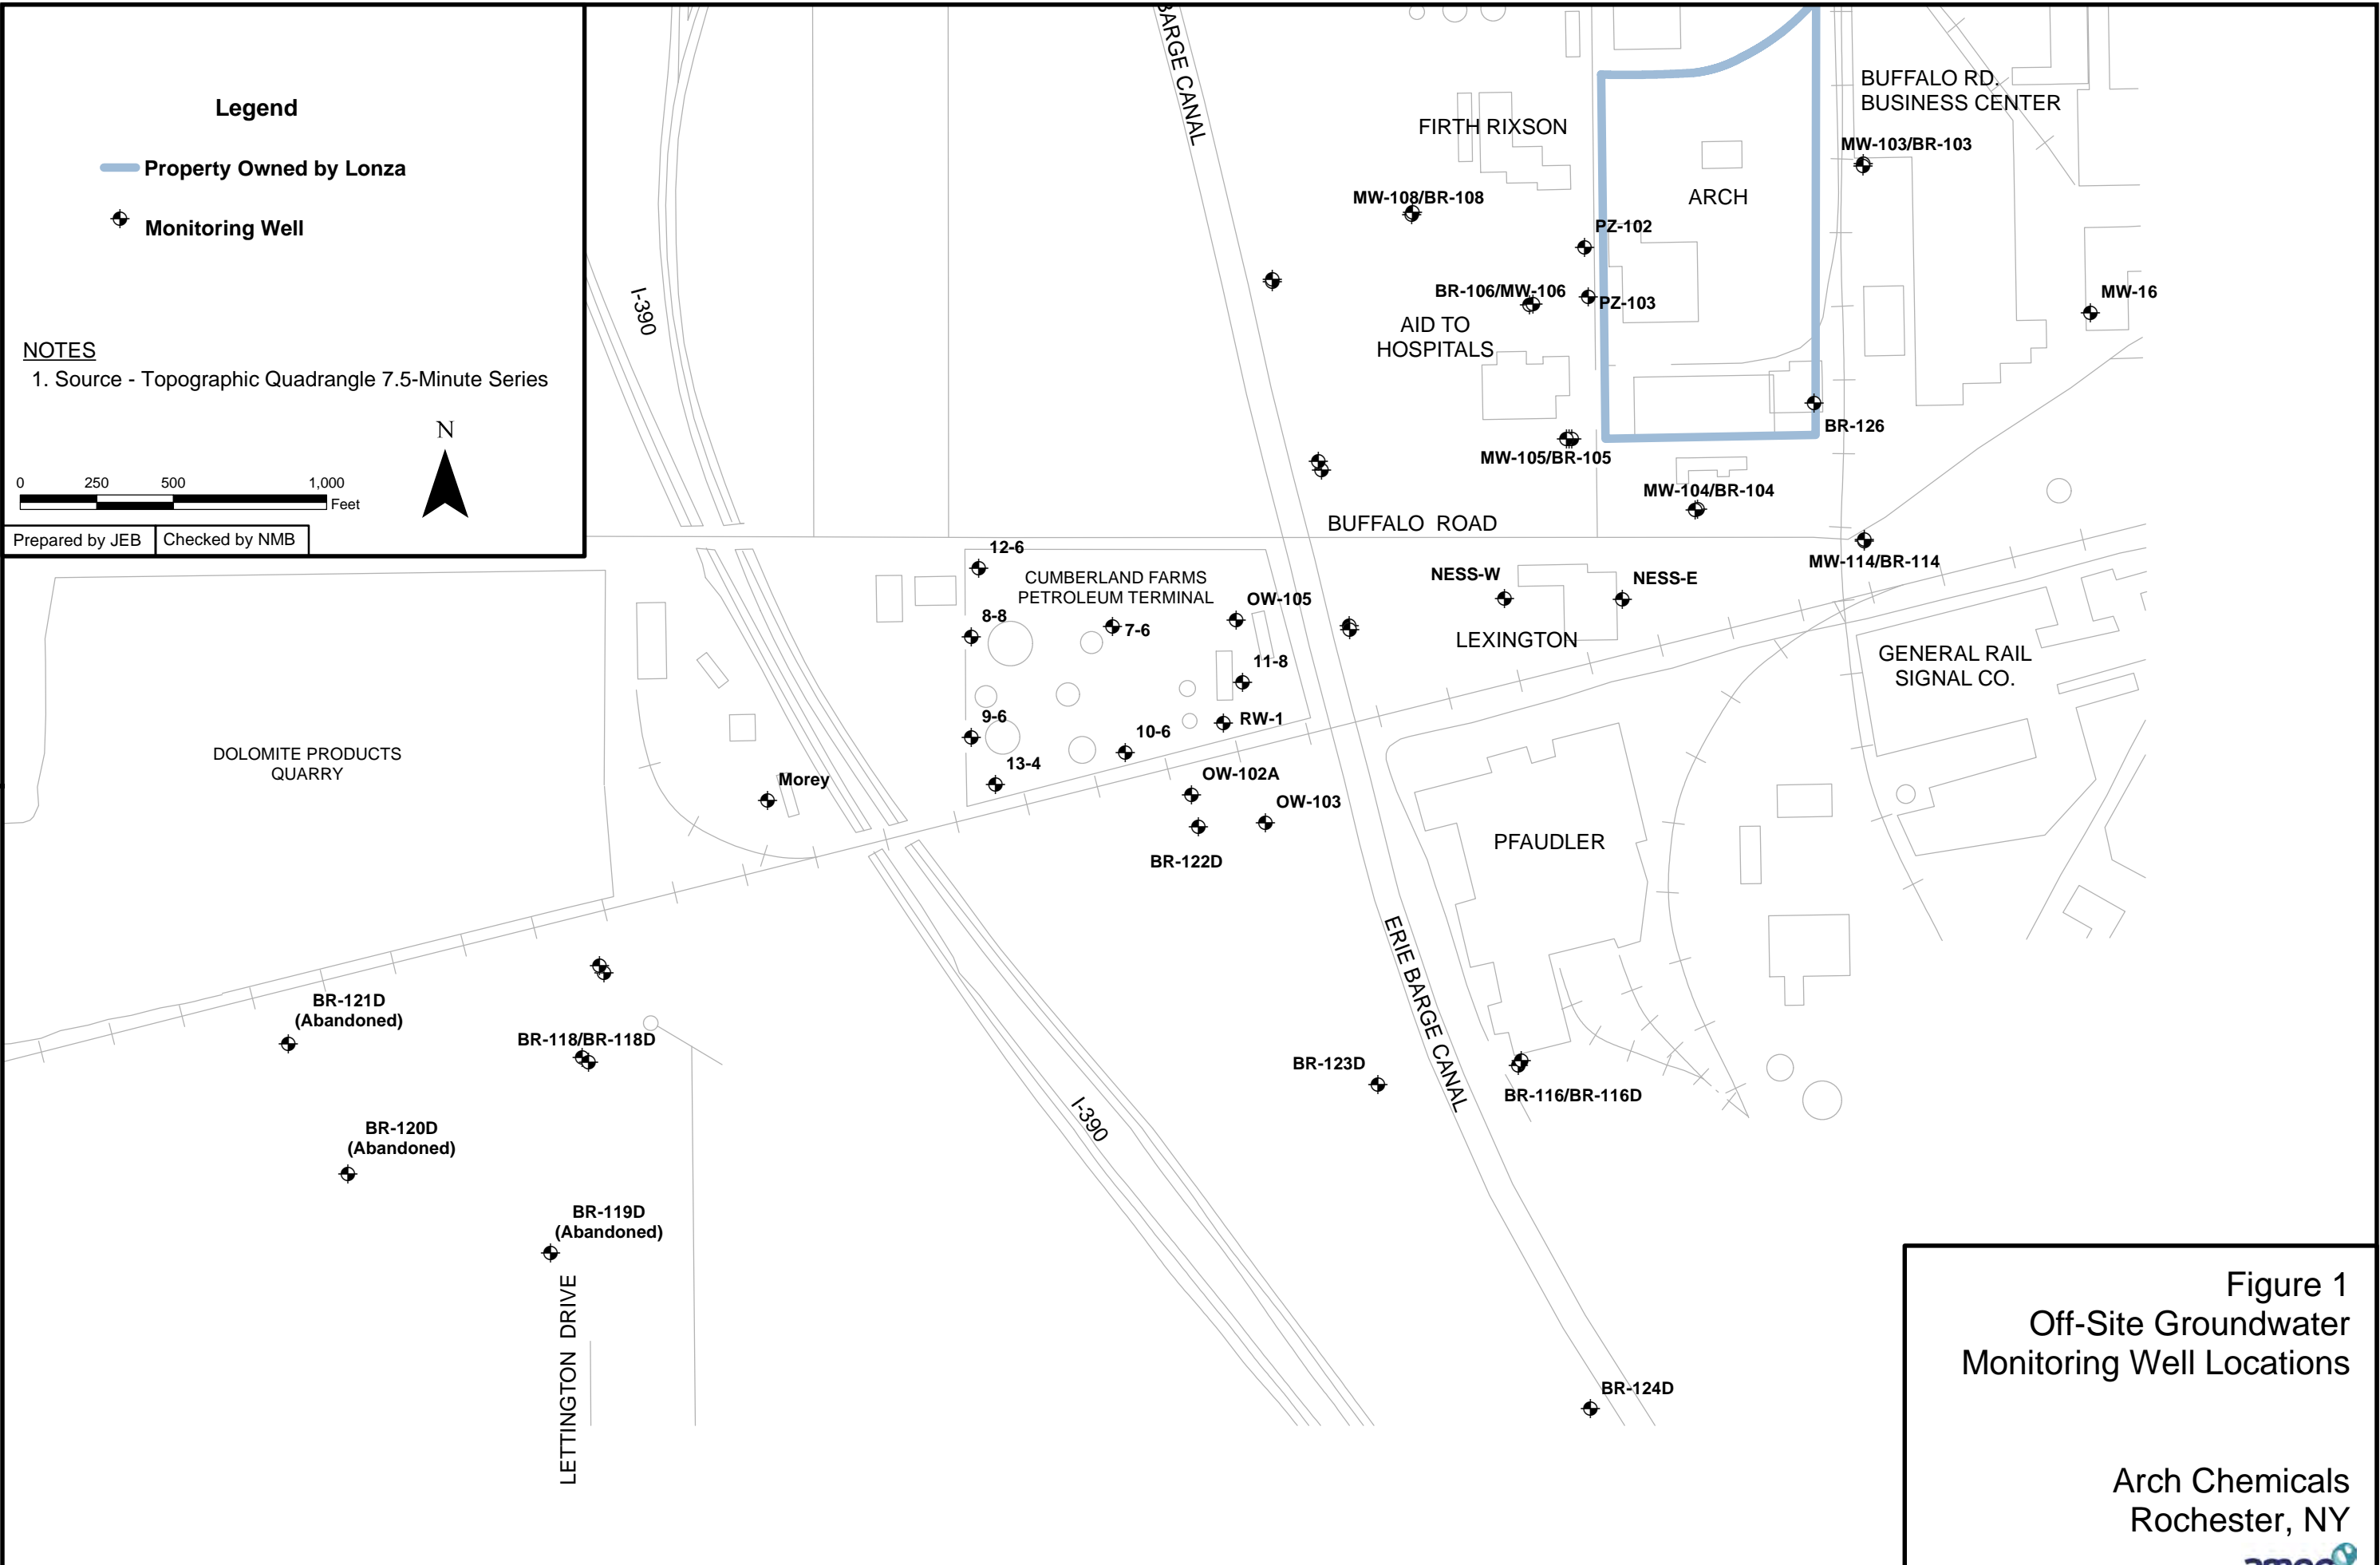 Legend
Property Owned by Lonza
Monitoring Well
NOTES
1. Source - Topographic Quadrangle 7.5-Minute Series
N
0 250 500 1,000
Feet
Prepared by JEB
Checked by NMB
BARGE CANAL
I-390
FIRTH RIXSON
BUFFALO RD.
BUSINESS CENTER
MW-103/BR-103
MW-108/BR-108
ARCH
PZ-102
BR-106/MW-106
PZ-103
MW-16
AID TO
HOSPITALS
BR-126
MW-105/BR-105
MW-104/BR-104
BUFFALO ROAD
MW-114/BR-114
12-6
CUMBERLAND FARMS
PETROLEUM TERMINAL
NESS-W
NESS-E
OW-105
8-8
7-6
LEXINGTON
11-8
GENERAL RAIL
SIGNAL CO.
9-6
RW-1
10-6
DOLOMITE PRODUCTS
QUARRY
13-4
Morey
OW-102A
OW-103
PFAUDLER
BR-122D
ERIE BARGE CANAL
BR-121D
(Abandoned)
BR-118/BR-118D
BR-123D
BR-116/BR-116D
I-390
BR-120D
(Abandoned)
BR-119D
(Abandoned)
LETTINGTON DRIVE
BR-124D
Figure 1
Off-Site Groundwater
Monitoring Well Locations
Arch Chemicals
Rochester, NY